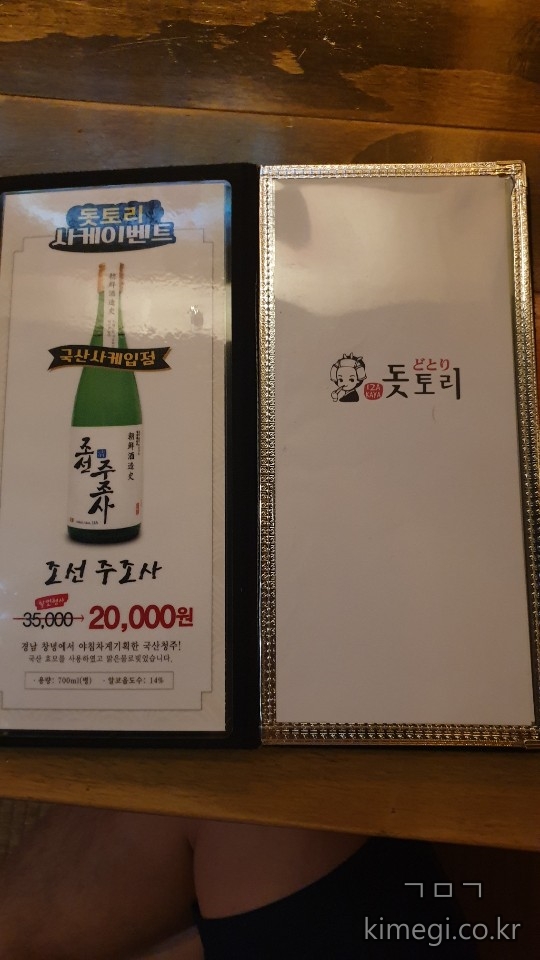 돗토리
사케이벤트
국산사케입점
朝鮮酒造史
조선
주조사
조선 주조사
35,000 20,000원
경남 창녕에서 야침차게기획한 국산청주!
국산 효모를 사용하였고 맑은물로빚었습니다.
· 용량: 700ml(병) · 알코올도수: 14%
どとり
돗토리
IZA
KAYA
ㄱㅁㄱ
kimegi.co.kr